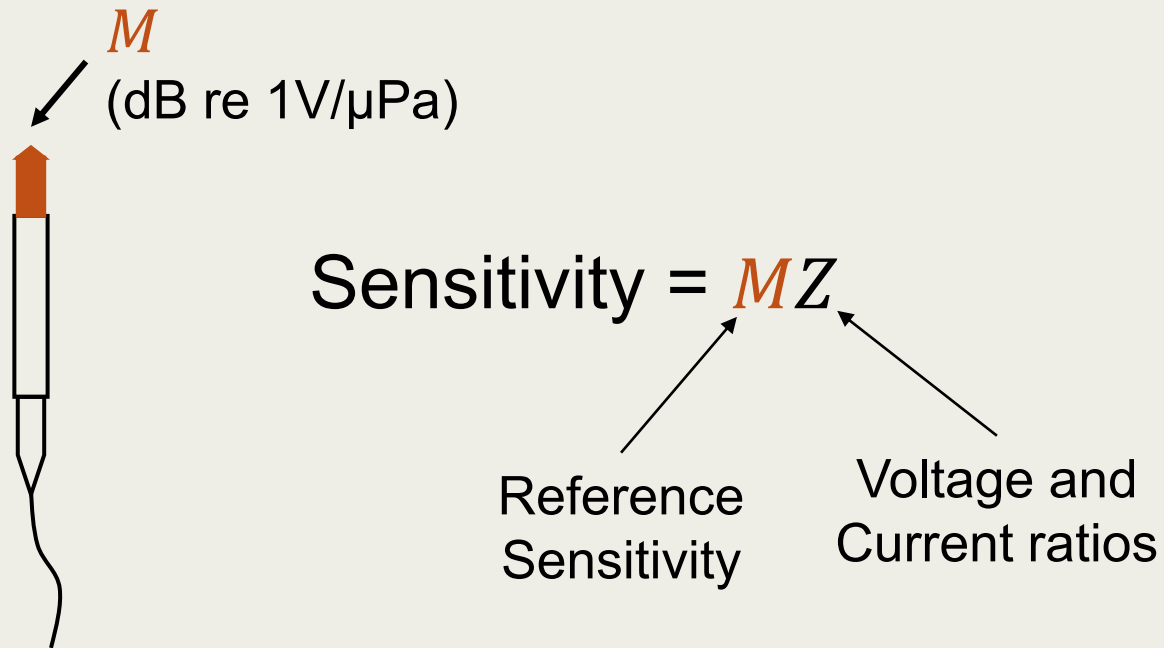 M
(dB re 1V/µPa)
Sensitivity = MZ
Reference
Sensitivity
Voltage and
Current ratios